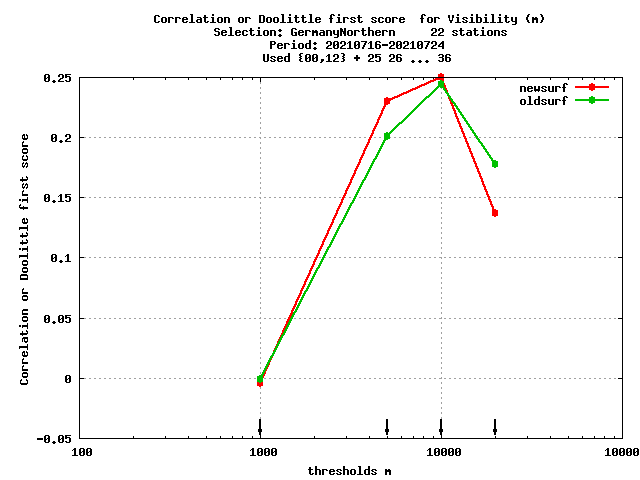 Correlation or Doolittle first score  for Visibility (m)
Selection: GermanyNorthern     22 stations
Period: 20210716-20210724
Used {00,12} + 25 26 ... 36
newsurf
oldsurf
Correlation or Doolittle first score
0.25
0.2
0.15
0.1
0.05
0
-0.05
100
1000
10000
10000
thresholds m